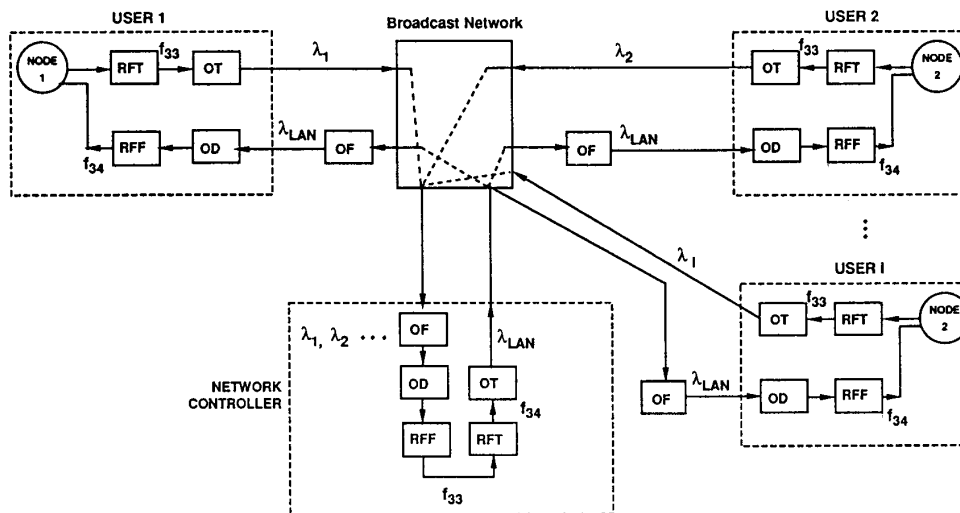 USER 1
Broadcast Network
USER 2
NODE
1
RFT
f33
OT
λ1
λ2
OT
f33
RFT
NODE
2
f34
RFF
OD
λLAN
OF
OF
λLAN
OD
RFF
f34
λI
USER I
OT
f33
RFT
NODE
2
OF
λLAN
OD
RFF
f34
NETWORK
CONTROLLER
λ1, λ2 •••
OF
λLAN
OD
OT
f34
RFF
RFT
f33